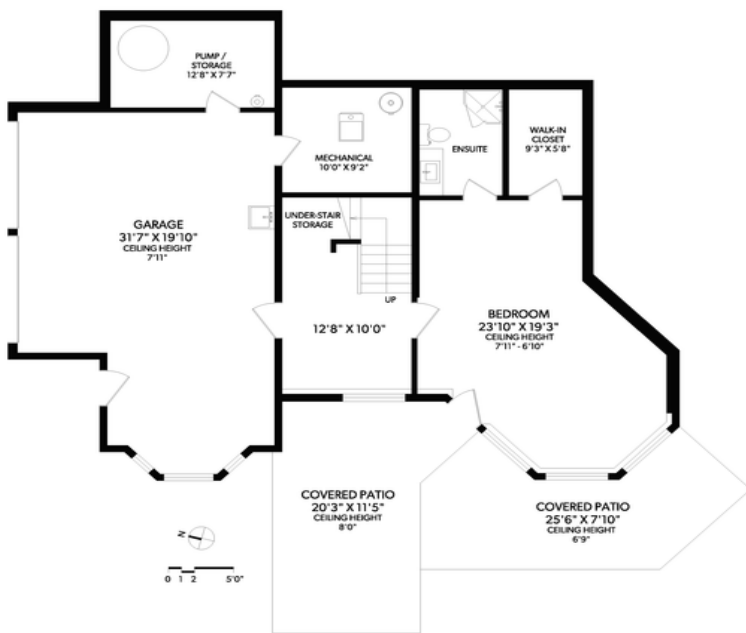 PUMP /
STORAGE
12'8" X 7'7"
MECHANICAL
10'0" X 9'2"
ENSUITE
WALK-IN
CLOSET
9'3" X 5'8"
GARAGE
31'7" X 19'10"
CEILING HEIGHT
7'11"
UNDER-STAIR
STORAGE
UP
12'8" X 10'0"
BEDROOM
23'10" X 19'3"
CEILING HEIGHT
7'11" - 6'10"
COVERED PATIO
20'3" X 11'5"
CEILING HEIGHT
8'0"
COVERED PATIO
25'6" X 7'10"
CEILING HEIGHT
6'9"
N
0 1 2 5'0"